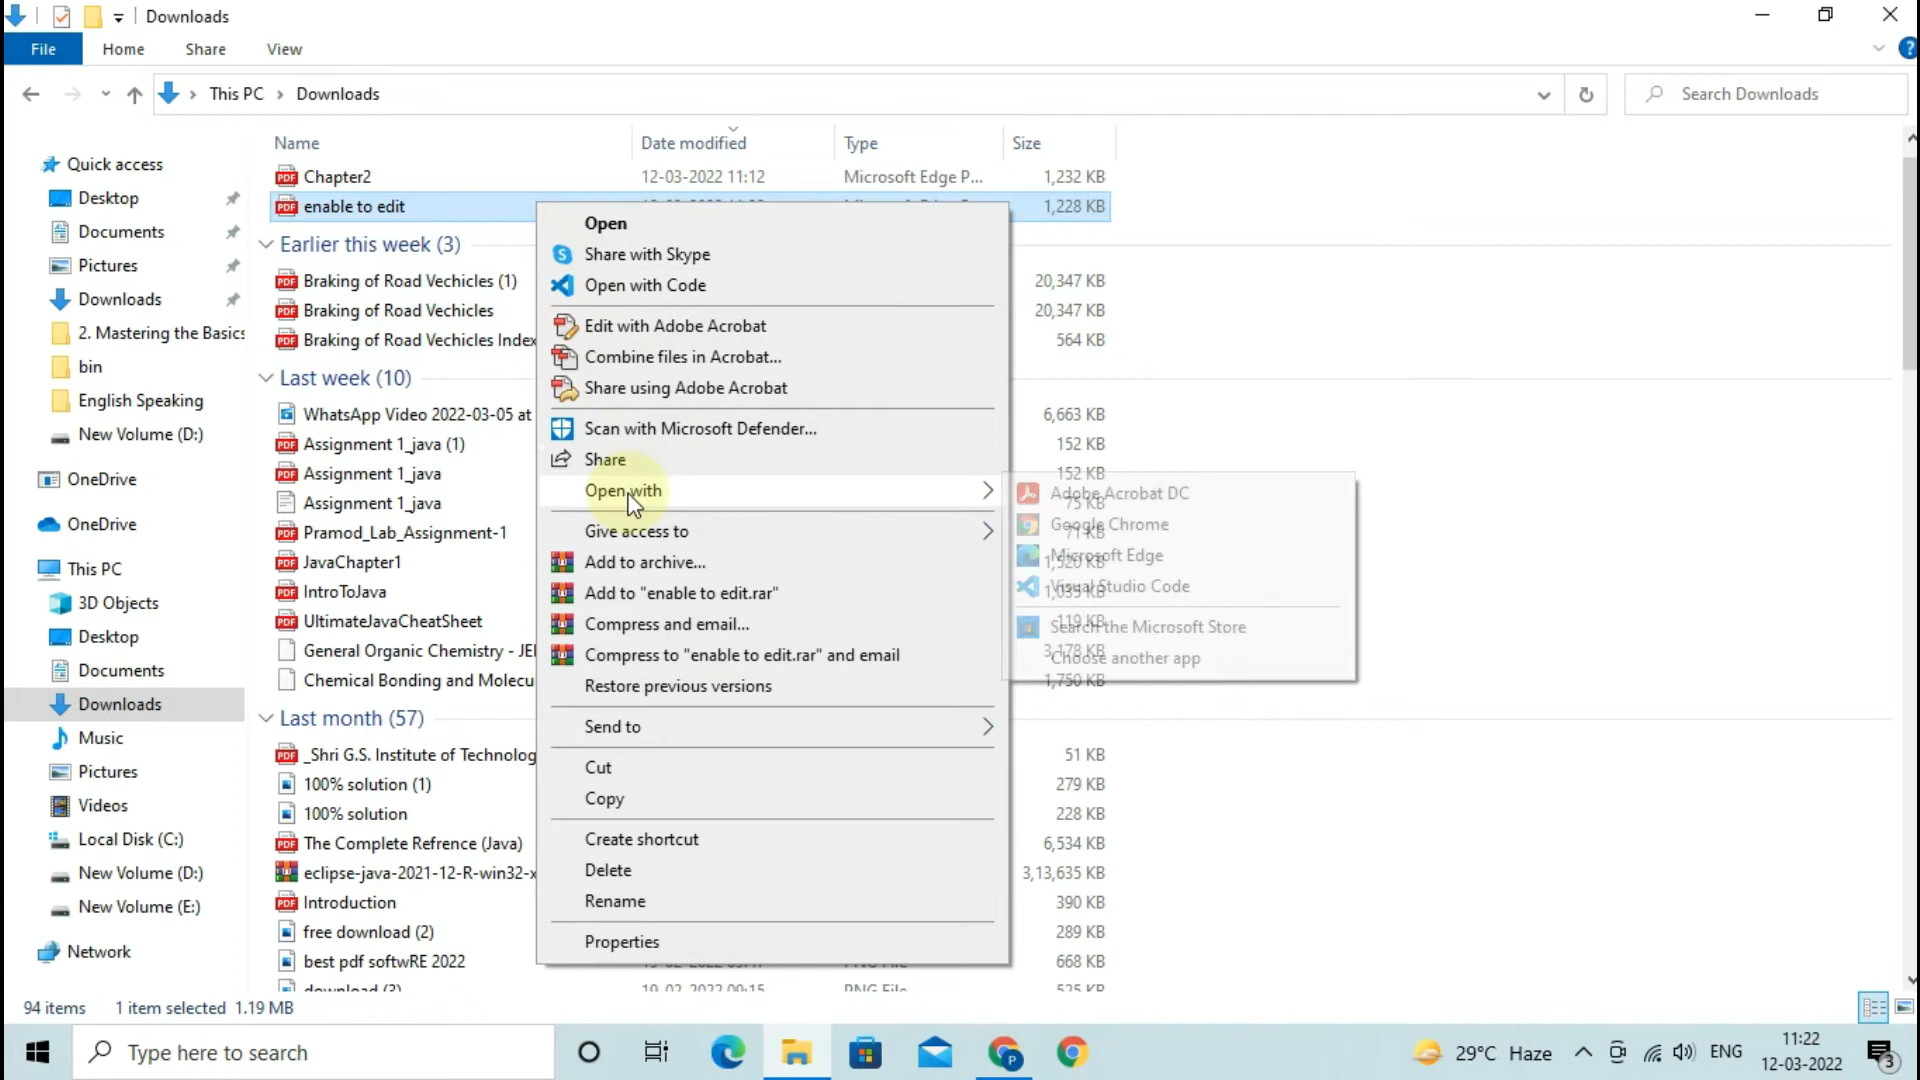 Downloads
File Home Share View
This PC Downloads
Search Downloads
Name Date modified Type Size
Quick access
Desktop
Documents
Pictures
Downloads
2. Mastering the Basics
bin
English Speaking
New Volume (D:)
OneDrive
OneDrive
This PC
3D Objects
Desktop
Documents
Downloads
Music
Pictures
Videos
Local Disk (C:)
New Volume (D:)
New Volume (E:)
Network
Chapter2 12-03-2022 11:12 Microsoft Edge P... 1,232 KB
enable to edit 1,228 KB
Earlier this week (3)
Braking of Road Vechicles (1) 20,347 KB
Braking of Road Vechicles 20,347 KB
Braking of Road Vechicles Index 564 KB
Last week (10)
WhatsApp Video 2022-03-05 at 6,663 KB
Assignment 1_java (1) 152 KB
Assignment 1_java 152 KB
Assignment 1_java 75 KB
Pramod_Lab_Assignment-1 71 KB
JavaChapter1 1,520 KB
IntroToJava 1,035 KB
UltimateJavaCheatSheet 119 KB
General Organic Chemistry - JE 3,178 KB
Chemical Bonding and Molecu 1,750 KB
Last month (57)
_Shri G.S. Institute of Technolog 51 KB
100% solution (1) 279 KB
100% solution 228 KB
The Complete Refrence (Java) 6,534 KB
eclipse-java-2021-12-R-win32-x 3,13,635 KB
Introduction 390 KB
free download (2) 289 KB
best pdf softwRE 2022 668 KB
download (3) 19-02-2022 09:15 PNG File 525 KB
Open
Share with Skype
Open with Code
Edit with Adobe Acrobat
Combine files in Acrobat...
Share using Adobe Acrobat
Scan with Microsoft Defender...
Share
Open with
Give access to
Add to archive...
Add to "enable to edit.rar"
Compress and email...
Compress to "enable to edit.rar" and email
Restore previous versions
Send to
Cut
Copy
Create shortcut
Delete
Rename
Properties
Adobe Acrobat DC
Google Chrome
Microsoft Edge
Visual Studio Code
Search the Microsoft Store
Choose another app
94 items 1 item selected 1.19 MB
Type here to search
P
29°C Haze
ENG
11:22
12-03-2022
3